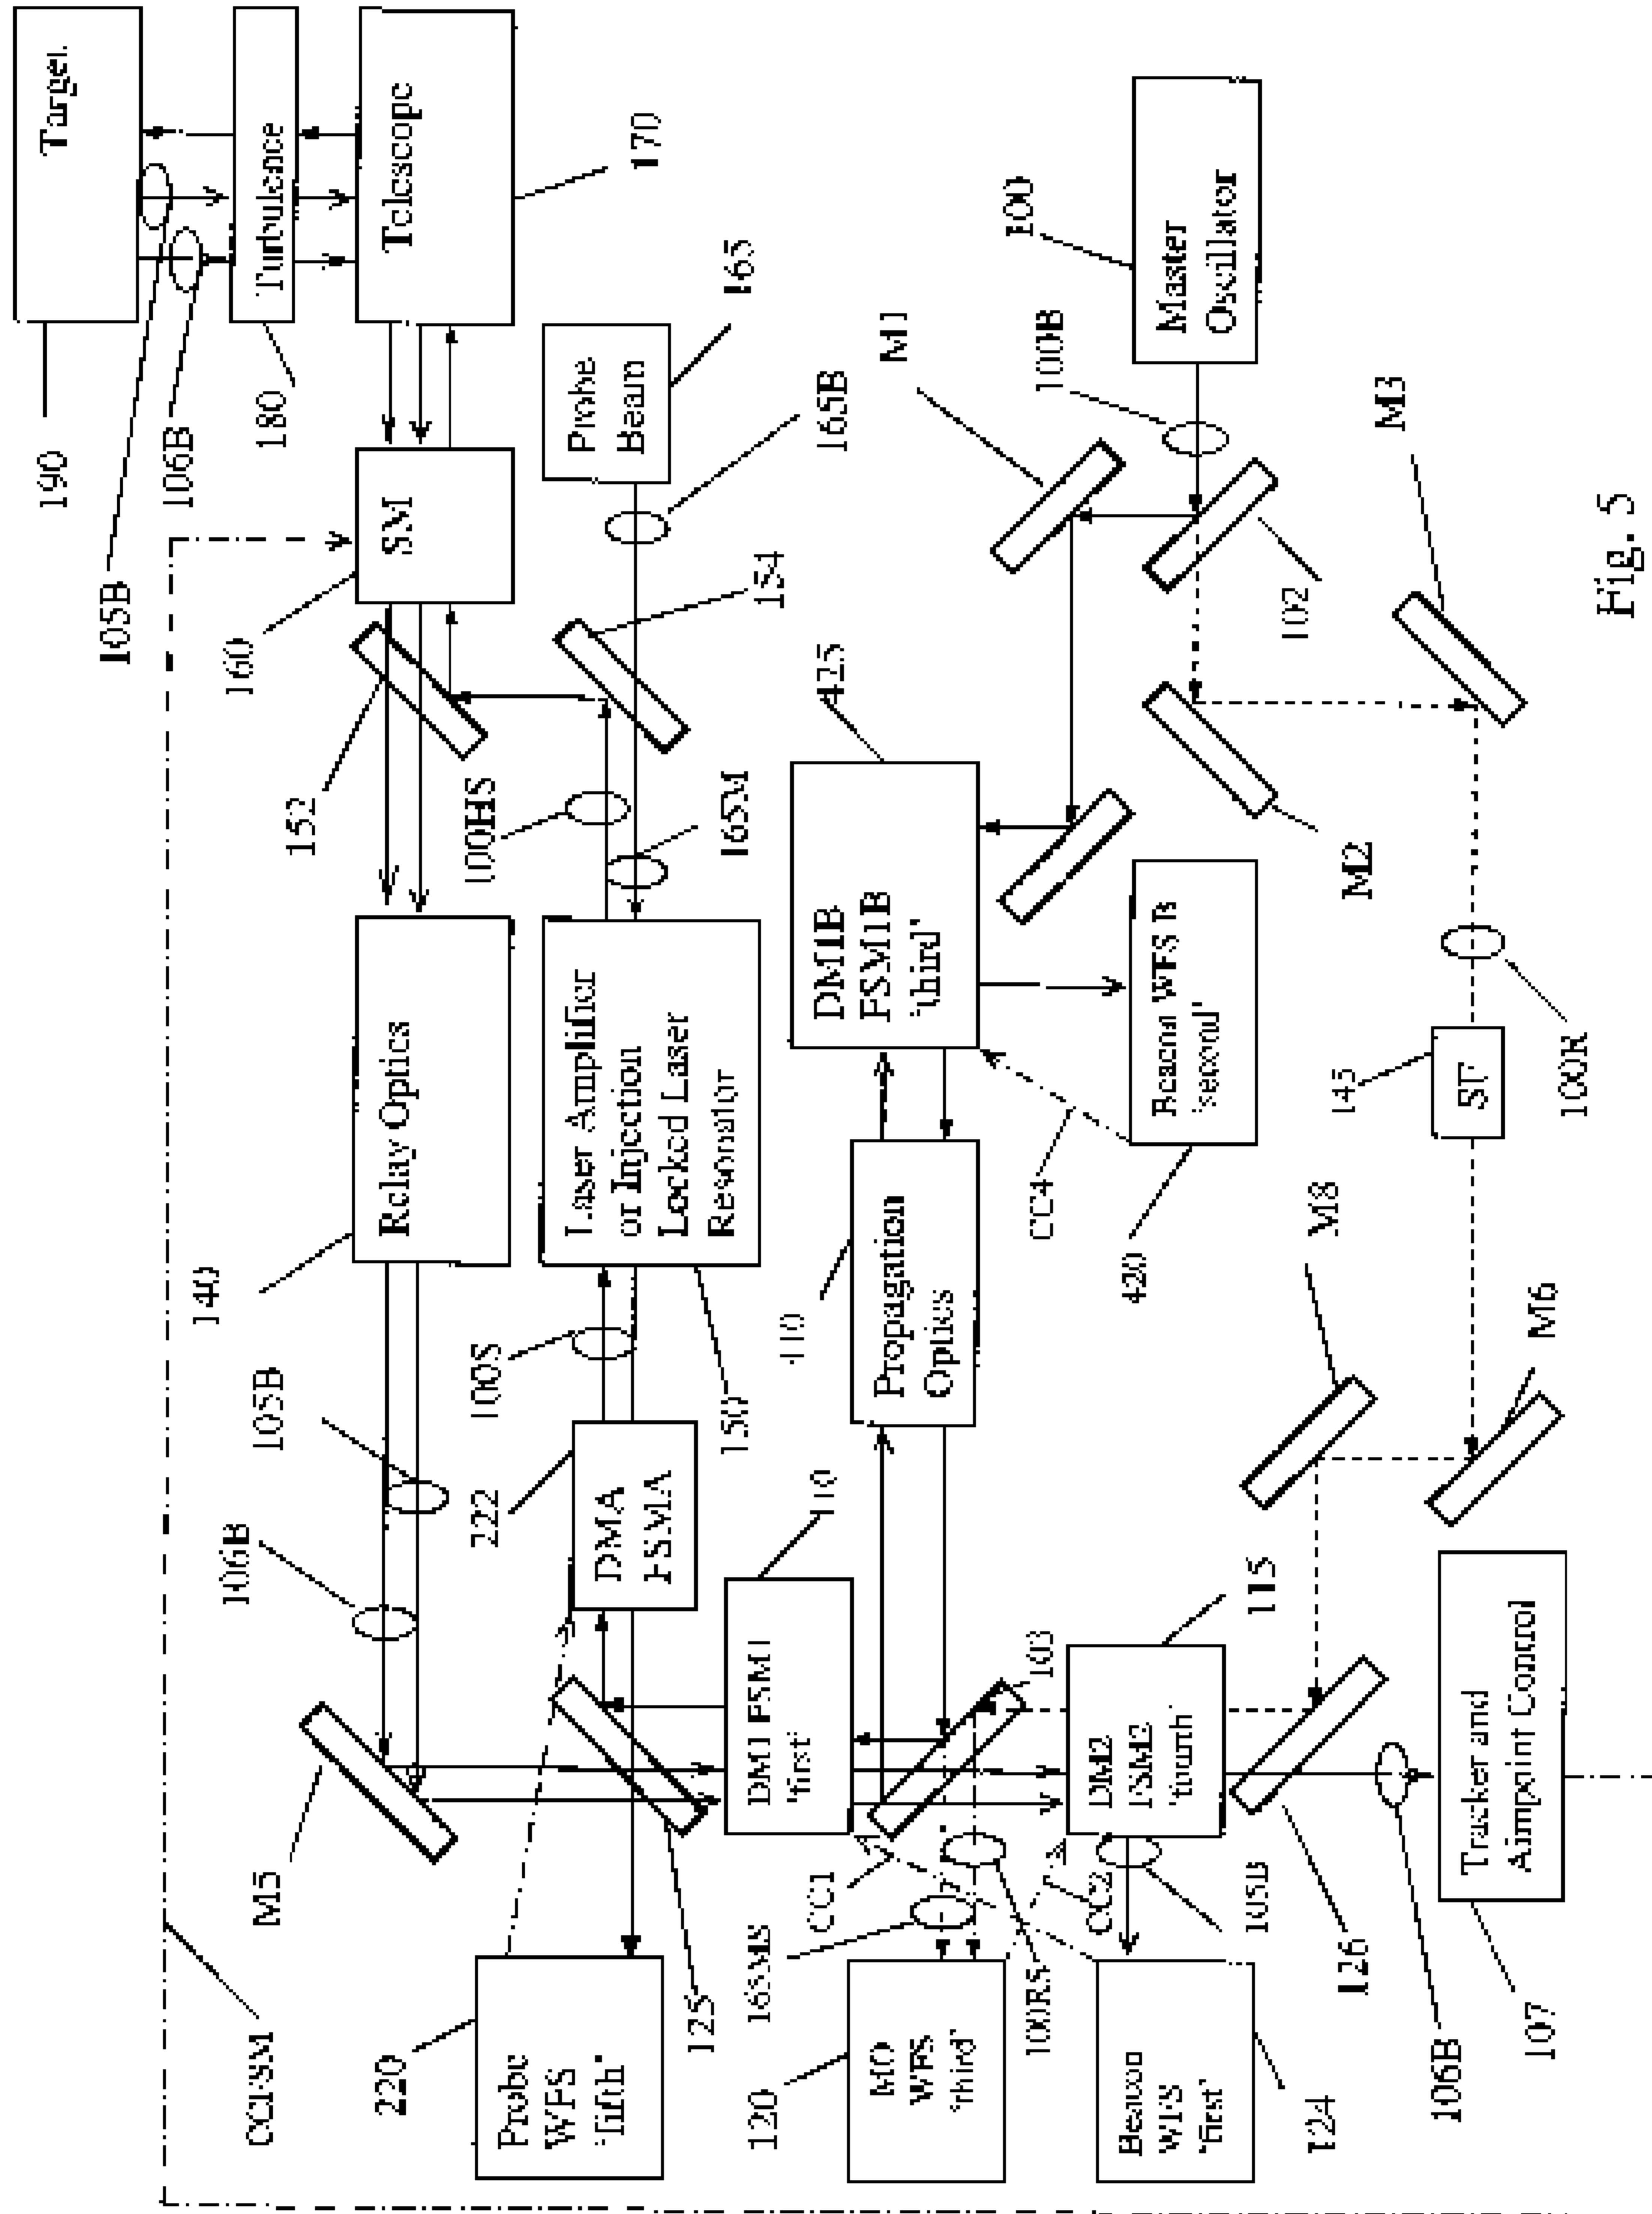 190
Target
105B
106B
180
Turbulence
Telescope
170
160
SM
152
140
Relay Optics
105B
106B
M5
CCFSM
Probe
Beam
165
165B
154
100HS
165M
Laser Amplifier
or Injection
Locked Laser
Resonator
150
100S
222
DMA
FSMA
125
220
Probe
WFS
'fifth'
M1
100B
100
Master
Oscillator
102
M2
M3
425
DM1B
FSM1B
'third'
Beacon WFS B
'second'
420
CC4
410
Propagation
Optics
110
DM1 FSM1
'first'
103
CC1
165MS
100RS
CC2
120
MO
WFS
'third'
DM2
FSM2
'fourth'
115
105B
Beacon
WFS
'first'
124
126
106B
Tracker and
Aimpoint Control
107
M8
M6
145
SF
100R
Fig. 5